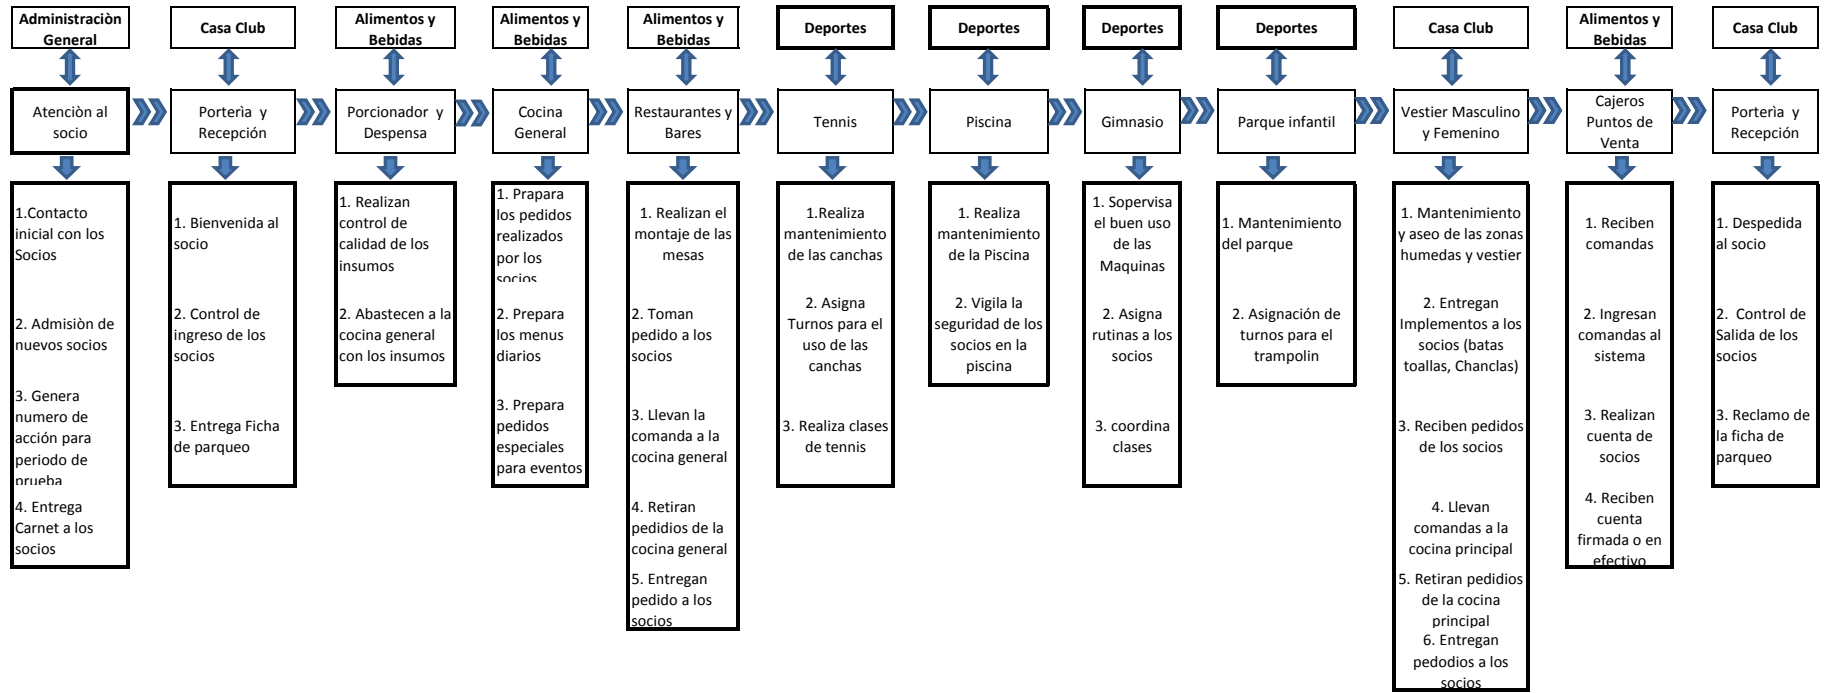 Administraciòn
General
Casa Club
Alimentos y
Bebidas
Alimentos y
Bebidas
Alimentos y
Bebidas
Deportes
Deportes
Deportes
Deportes
Casa Club
Alimentos y
Bebidas
Casa Club
Atenciòn al
socio
Porterìa y
Recepción
Porcionador y
Despensa
Cocina
General
Restaurantes y
Bares
Tennis
Piscina
Gimnasio
Parque infantil
Vestier Masculino
y Femenino
Cajeros
Puntos de
Venta
Porterìa y
Recepción
1.Contacto
inicial con los
Socios
2. Admisiòn de
nuevos socios
3. Genera
numero de
acción para
periodo de
prueba
4. Entrega
Carnet a los
socios
1. Bienvenida al
socio
2. Control de
ingreso de los
socios
3. Entrega Ficha
de parqueo
1. Realizan
control de
calidad de los
insumos
2. Abastecen a la
cocina general
con los insumos
1. Prapara
los pedidos
realizados
por los
socios
2. Prepara
los menus
diarios
3. Prepara
pedidos
especiales
para eventos
1. Realizan el
montaje de las
mesas
2. Toman
pedido a los
socios
3. Llevan la
comanda a la
cocina general
4. Retiran
pedidios de la
cocina general
5. Entregan
pedido a los
socios
1.Realiza
mantenimiento
de las canchas
2. Asigna
Turnos para el
uso de las
canchas
3. Realiza clases
de tennis
1. Realiza
mantenimiento
de la Piscina
2. Vigila la
seguridad de los
socios en la
piscina
1. Sopervisa
el buen uso
de las
Maquinas
2. Asigna
rutinas a los
socios
3. coordina
clases
1. Mantenimiento
del parque
2. Asignación de
turnos para el
trampolin
1. Mantenimiento
y aseo de las zonas
humedas y vestier
2. Entregan
Implementos a los
socios (batas
toallas, Chanclas)
3. Reciben pedidos
de los socios
4. Llevan
comandas a la
cocina principal
5. Retiran pedidios
de la cocina
principal
6. Entregan
pedodios a los
socios
1. Reciben
comandas
2. Ingresan
comandas al
sistema
3. Realizan
cuenta de
socios
4. Reciben
cuenta
firmada o en
efectivo
1. Despedida
al socio
2. Control de
Salida de los
socios
3. Reclamo de
la ficha de
parqueo